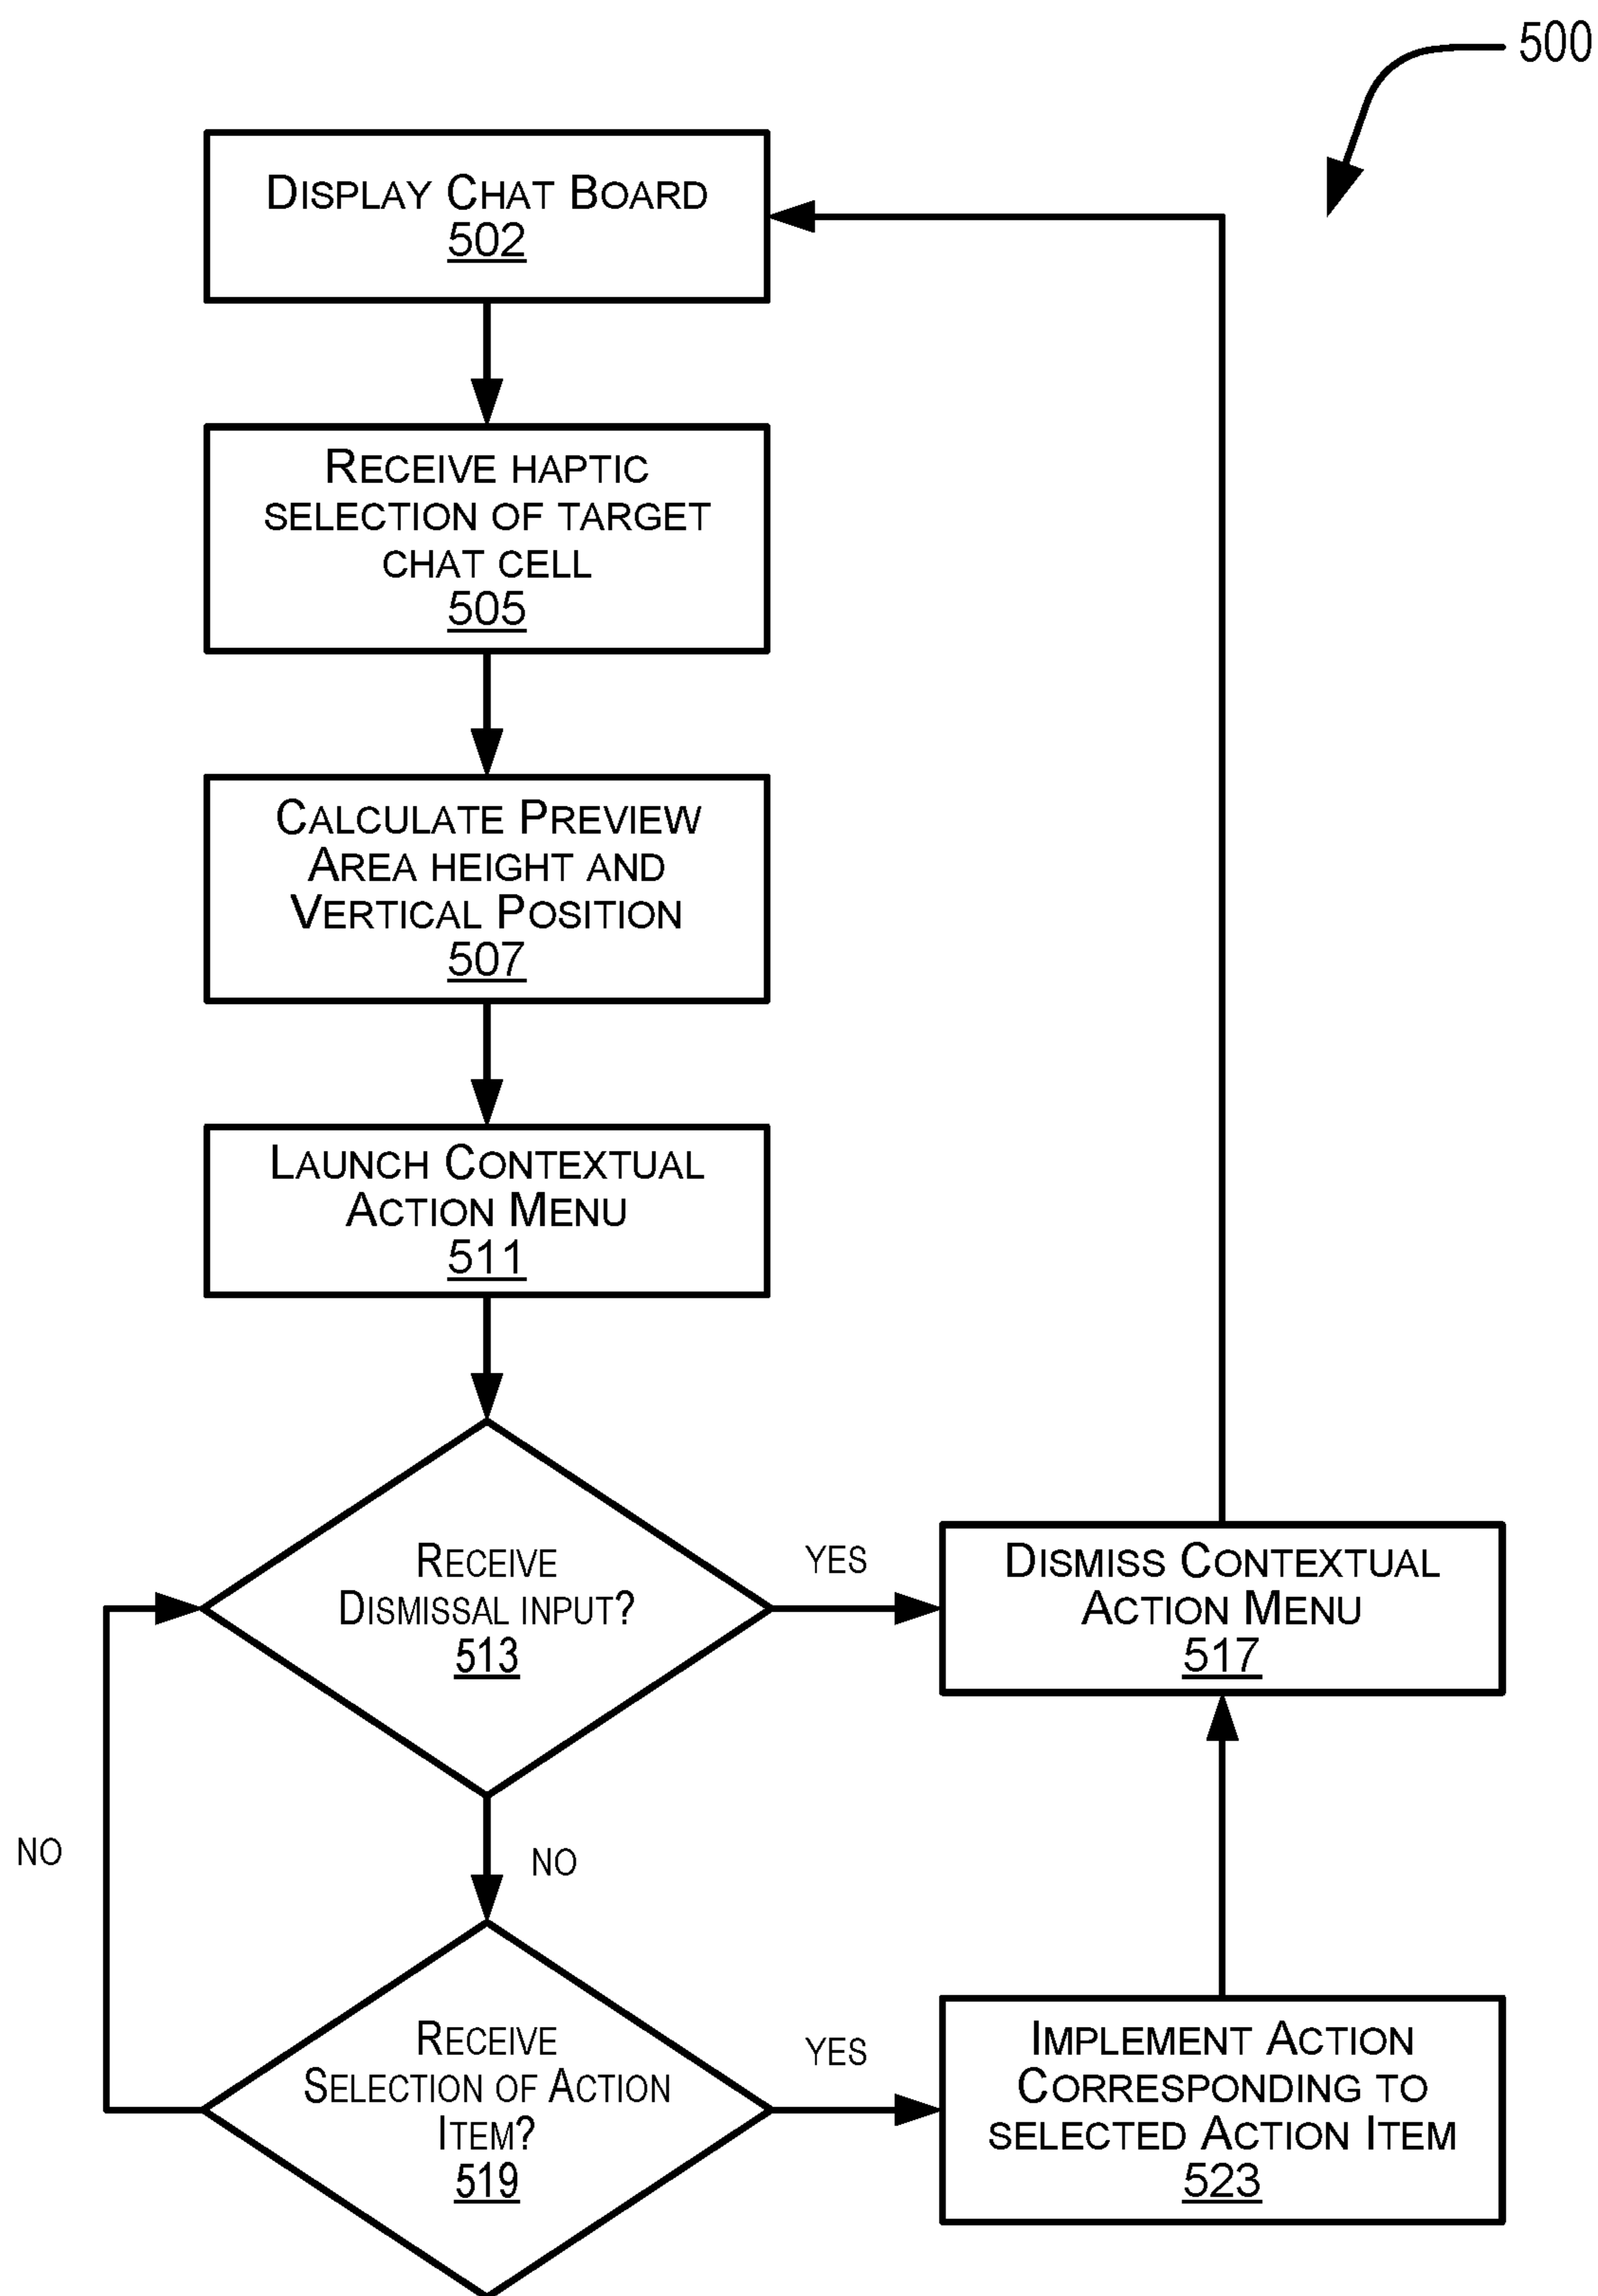 500
DISPLAY CHAT BOARD
502
RECEIVE HAPTIC
SELECTION OF TARGET
CHAT CELL
505
CALCULATE PREVIEW
AREA HEIGHT AND
VERTICAL POSITION
507
LAUNCH CONTEXTUAL
ACTION MENU
511
RECEIVE
DISMISSAL INPUT?
513
YES
DISMISS CONTEXTUAL
ACTION MENU
517
NO
NO
RECEIVE
SELECTION OF ACTION
ITEM?
519
YES
IMPLEMENT ACTION
CORRESPONDING TO
SELECTED ACTION ITEM
523